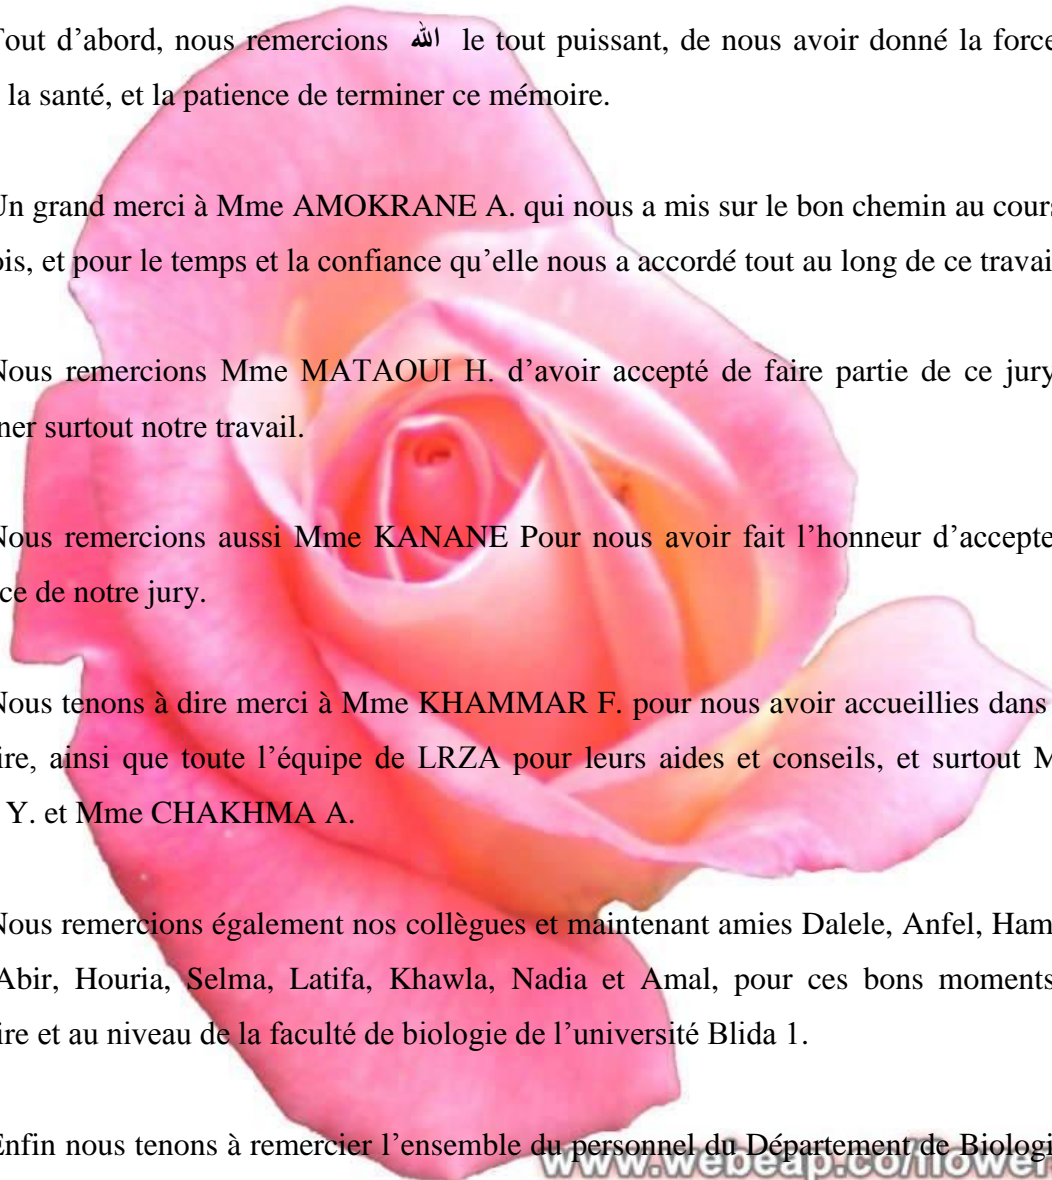 Tout d’abord, nous remercions الله le tout puissant, de nous avoir donné la force
la santé, et la patience de terminer ce mémoire.
Un grand merci à Mme AMOKRANE A. qui nous a mis sur le bon chemin au cours
ois, et pour le temps et la confiance qu’elle nous a accordé tout au long de ce travai
Nous remercions Mme MATAOUI H. d’avoir accepté de faire partie de ce jury
ner surtout notre travail.
Nous remercions aussi Mme KANANE Pour nous avoir fait l’honneur d’accepte
ce de notre jury.
Nous tenons à dire merci à Mme KHAMMAR F. pour nous avoir accueillies dans
ire, ainsi que toute l’équipe de LRZA pour leurs aides et conseils, et surtout M
Y. et Mme CHAKHMA A.
Nous remercions également nos collègues et maintenant amies Dalele, Anfel, Ham
Abir, Houria, Selma, Latifa, Khawla, Nadia et Amal, pour ces bons moments
ire et au niveau de la faculté de biologie de l’université Blida 1.
Enfin nous tenons à remercier l’ensemble du personnel du Département de Biologi
www.webeap.co/flower